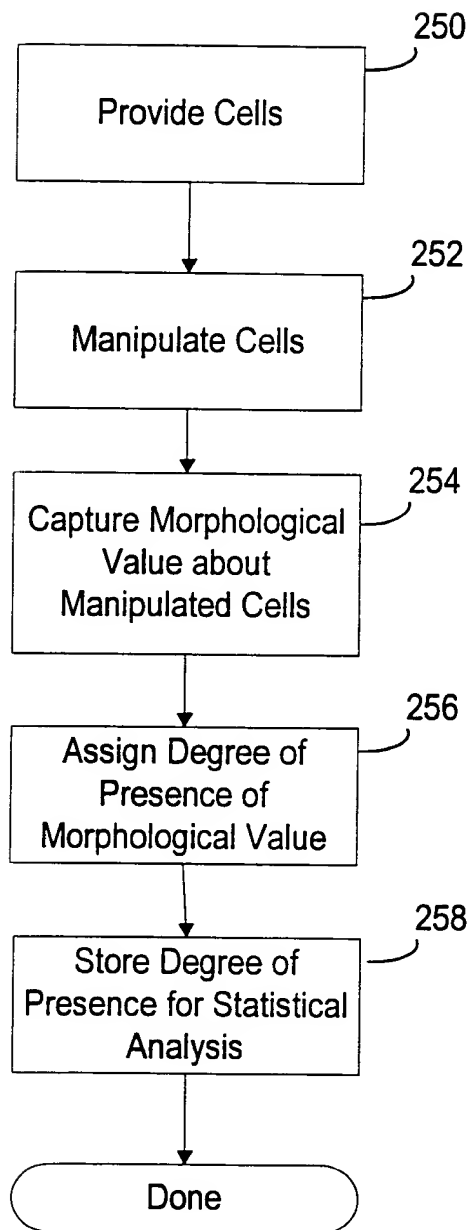 250
Provide Cells
252
Manipulate Cells
254
Capture Morphological
Value about
Manipulated Cells
256
Assign Degree of
Presence of
Morphological Value
258
Store Degree of
Presence for Statistical
Analysis
Done